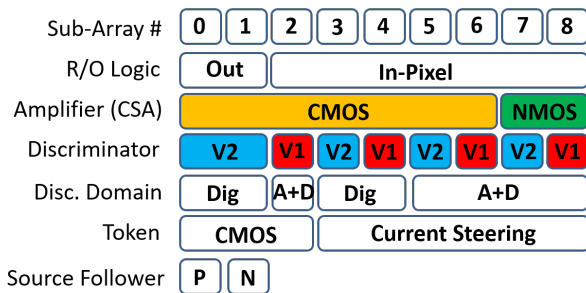 Sub-Array # 0 1 2 3 4 5 6 7 8
R/O Logic Out In-Pixel
Amplifier (CSA) CMOS NMOS
Discriminator V2 V1 V2 V1 V2 V1 V2 V1
Disc. Domain Dig A+D Dig A+D
Token CMOS Current Steering
Source Follower P N